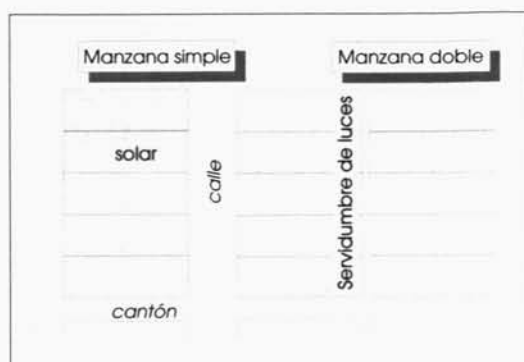 Manzana simple
Manzana doble
solar
calle
Servidumbre de luces
cantón